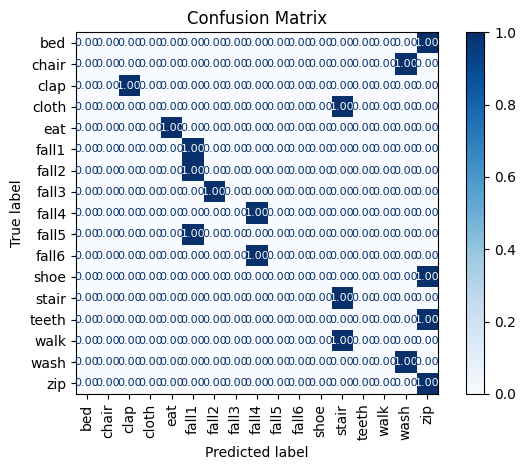 Confusion Matrix
True label
bed 0.00 0.00 0.00 0.00 0.00 0.00 0.00 0.00 0.00 0.00 0.00 0.00 0.00 0.00 0.00 0.00 1.00
chair 0.00 0.00 0.00 0.00 0.00 0.00 0.00 0.00 0.00 0.00 0.00 0.00 0.00 0.00 0.00 1.00 0.00
clap 0.00 0.00 1.00 0.00 0.00 0.00 0.00 0.00 0.00 0.00 0.00 0.00 0.00 0.00 0.00 0.00 0.00
cloth 0.00 0.00 0.00 0.00 0.00 0.00 0.00 0.00 0.00 0.00 0.00 0.00 1.00 0.00 0.00 0.00 0.00
eat 0.00 0.00 0.00 0.00 1.00 0.00 0.00 0.00 0.00 0.00 0.00 0.00 0.00 0.00 0.00 0.00 0.00
fall1 0.00 0.00 0.00 0.00 0.00 1.00 0.00 0.00 0.00 0.00 0.00 0.00 0.00 0.00 0.00 0.00 0.00
fall2 0.00 0.00 0.00 0.00 0.00 1.00 0.00 0.00 0.00 0.00 0.00 0.00 0.00 0.00 0.00 0.00 0.00
fall3 0.00 0.00 0.00 0.00 0.00 0.00 1.00 0.00 0.00 0.00 0.00 0.00 0.00 0.00 0.00 0.00 0.00
fall4 0.00 0.00 0.00 0.00 0.00 0.00 0.00 0.00 1.00 0.00 0.00 0.00 0.00 0.00 0.00 0.00 0.00
fall5 0.00 0.00 0.00 0.00 0.00 1.00 0.00 0.00 0.00 0.00 0.00 0.00 0.00 0.00 0.00 0.00 0.00
fall6 0.00 0.00 0.00 0.00 0.00 0.00 0.00 0.00 1.00 0.00 0.00 0.00 0.00 0.00 0.00 0.00 0.00
shoe 0.00 0.00 0.00 0.00 0.00 0.00 0.00 0.00 0.00 0.00 0.00 0.00 0.00 0.00 0.00 0.00 1.00
stair 0.00 0.00 0.00 0.00 0.00 0.00 0.00 0.00 0.00 0.00 0.00 0.00 1.00 0.00 0.00 0.00 0.00
teeth 0.00 0.00 0.00 0.00 0.00 0.00 0.00 0.00 0.00 0.00 0.00 0.00 0.00 0.00 0.00 0.00 1.00
walk 0.00 0.00 0.00 0.00 0.00 0.00 0.00 0.00 0.00 0.00 0.00 0.00 1.00 0.00 0.00 0.00 0.00
wash 0.00 0.00 0.00 0.00 0.00 0.00 0.00 0.00 0.00 0.00 0.00 0.00 0.00 0.00 0.00 1.00 0.00
zip 0.00 0.00 0.00 0.00 0.00 0.00 0.00 0.00 0.00 0.00 0.00 0.00 0.00 0.00 0.00 0.00 1.00
bed chair clap cloth eat fall1 fall2 fall3 fall4 fall5 fall6 shoe stair teeth walk wash zip
Predicted label
1.0
0.8
0.6
0.4
0.2
0.0